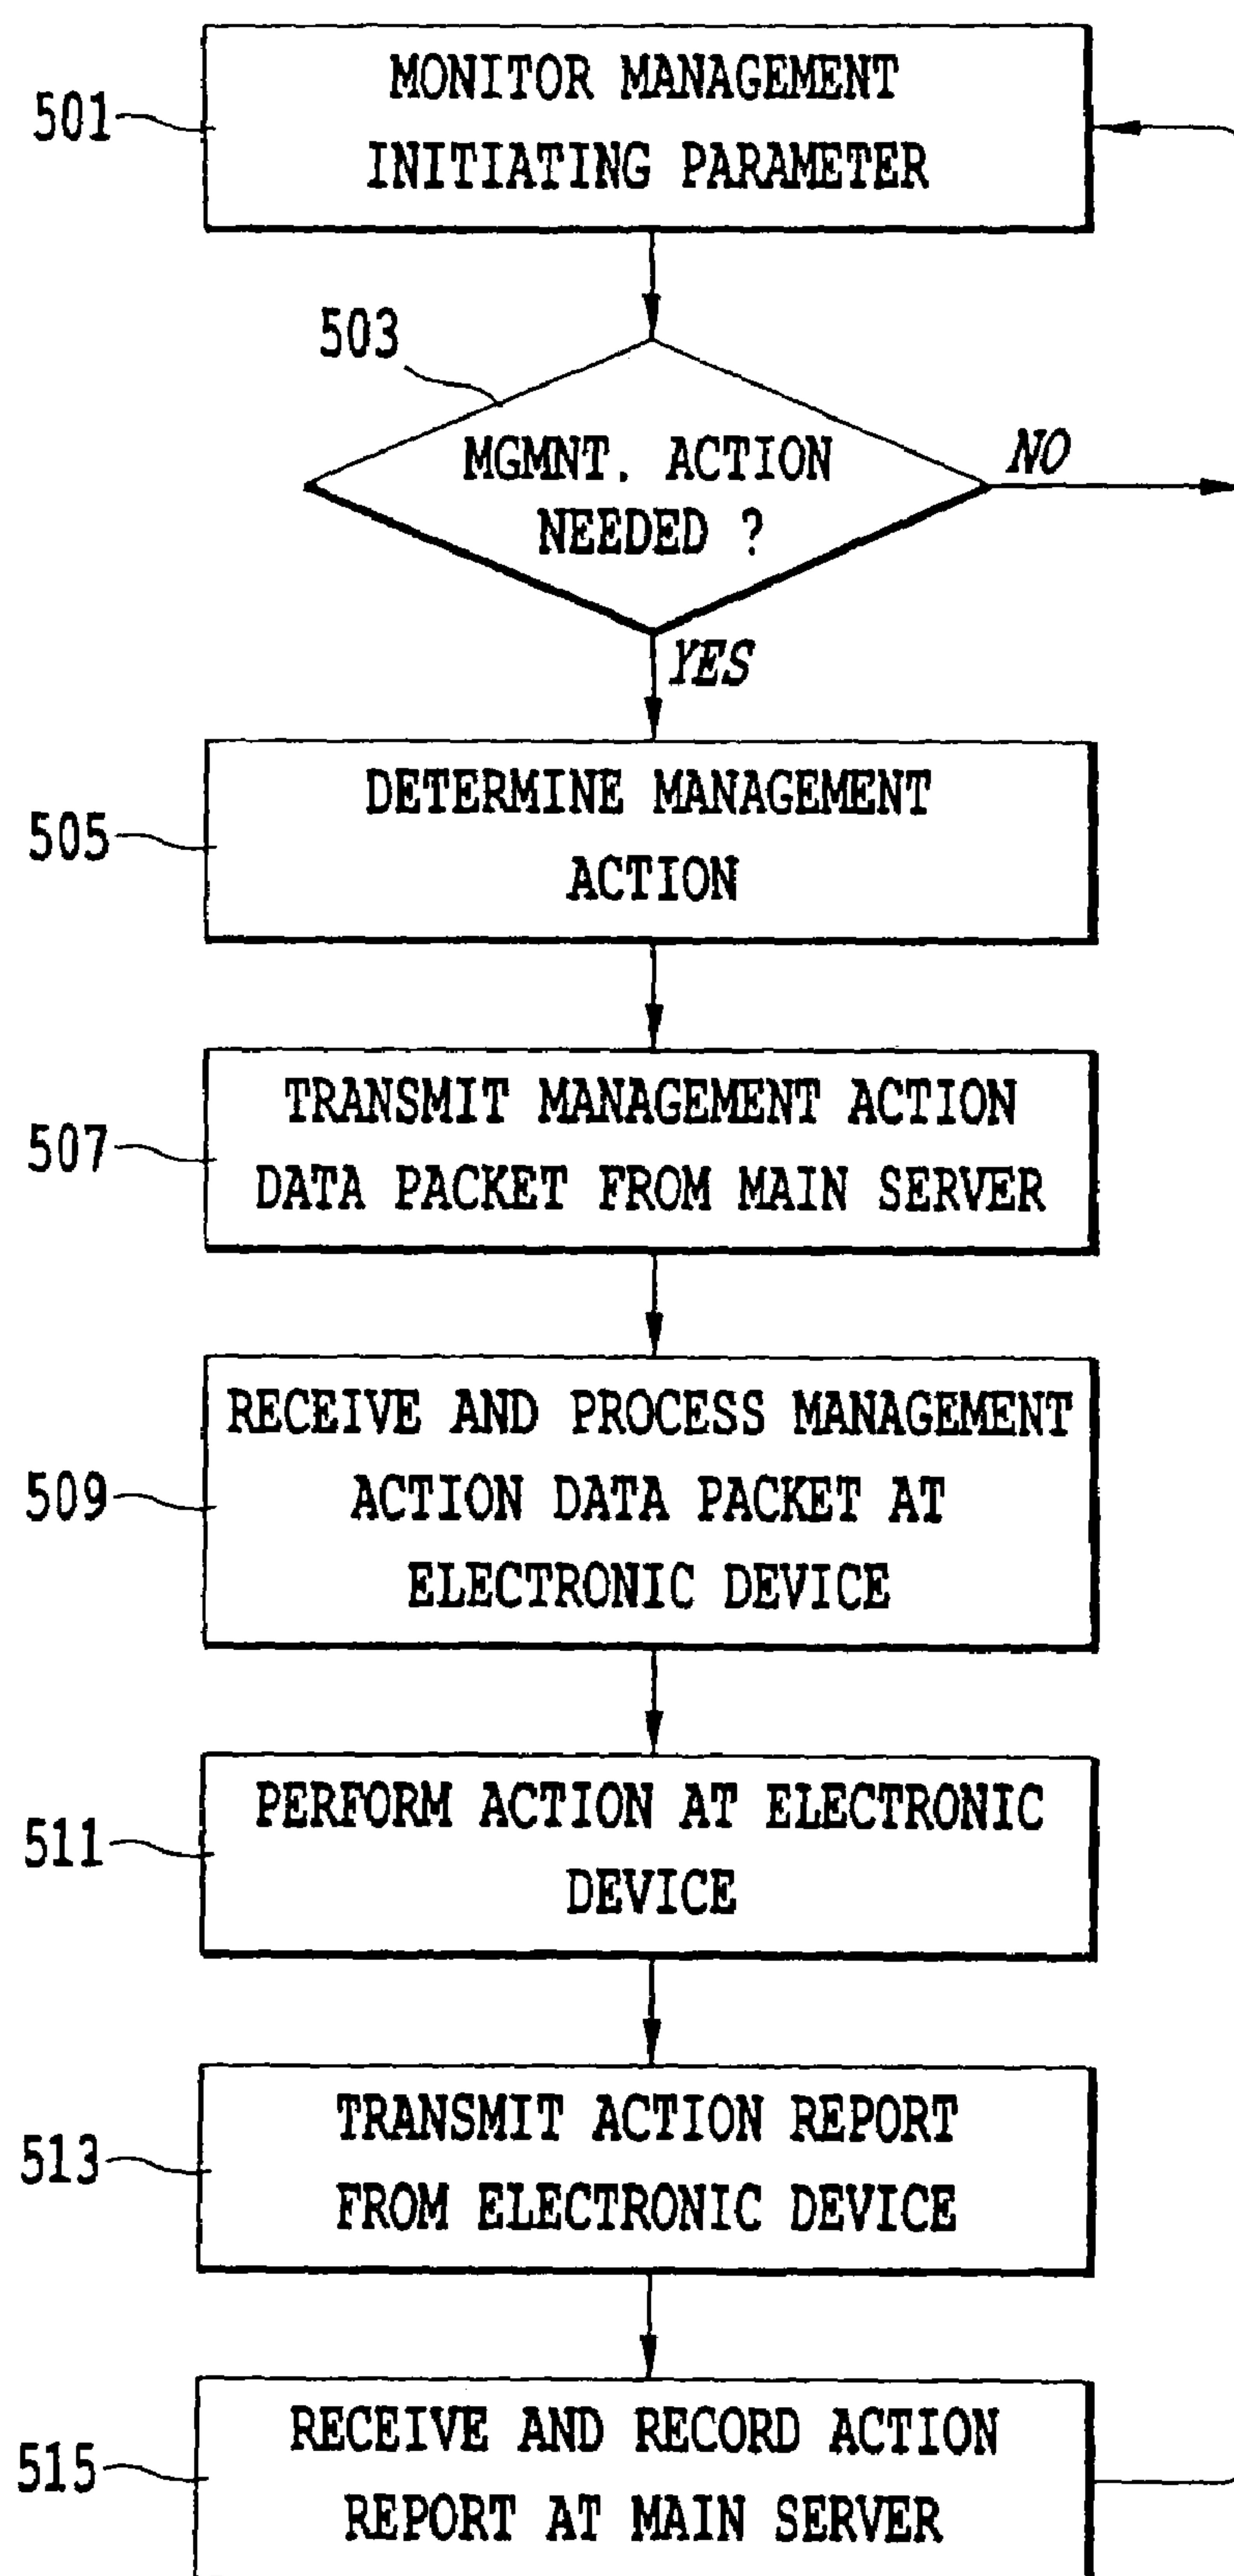 501
MONITOR MANAGEMENT
INITIATING PARAMETER
503
MGMNT. ACTION
NEEDED ?
NO
YES
505
DETERMINE MANAGEMENT
ACTION
507
TRANSMIT MANAGEMENT ACTION
DATA PACKET FROM MAIN SERVER
509
RECEIVE AND PROCESS MANAGEMENT
ACTION DATA PACKET AT
ELECTRONIC DEVICE
511
PERFORM ACTION AT ELECTRONIC
DEVICE
513
TRANSMIT ACTION REPORT
FROM ELECTRONIC DEVICE
515
RECEIVE AND RECORD ACTION
REPORT AT MAIN SERVER